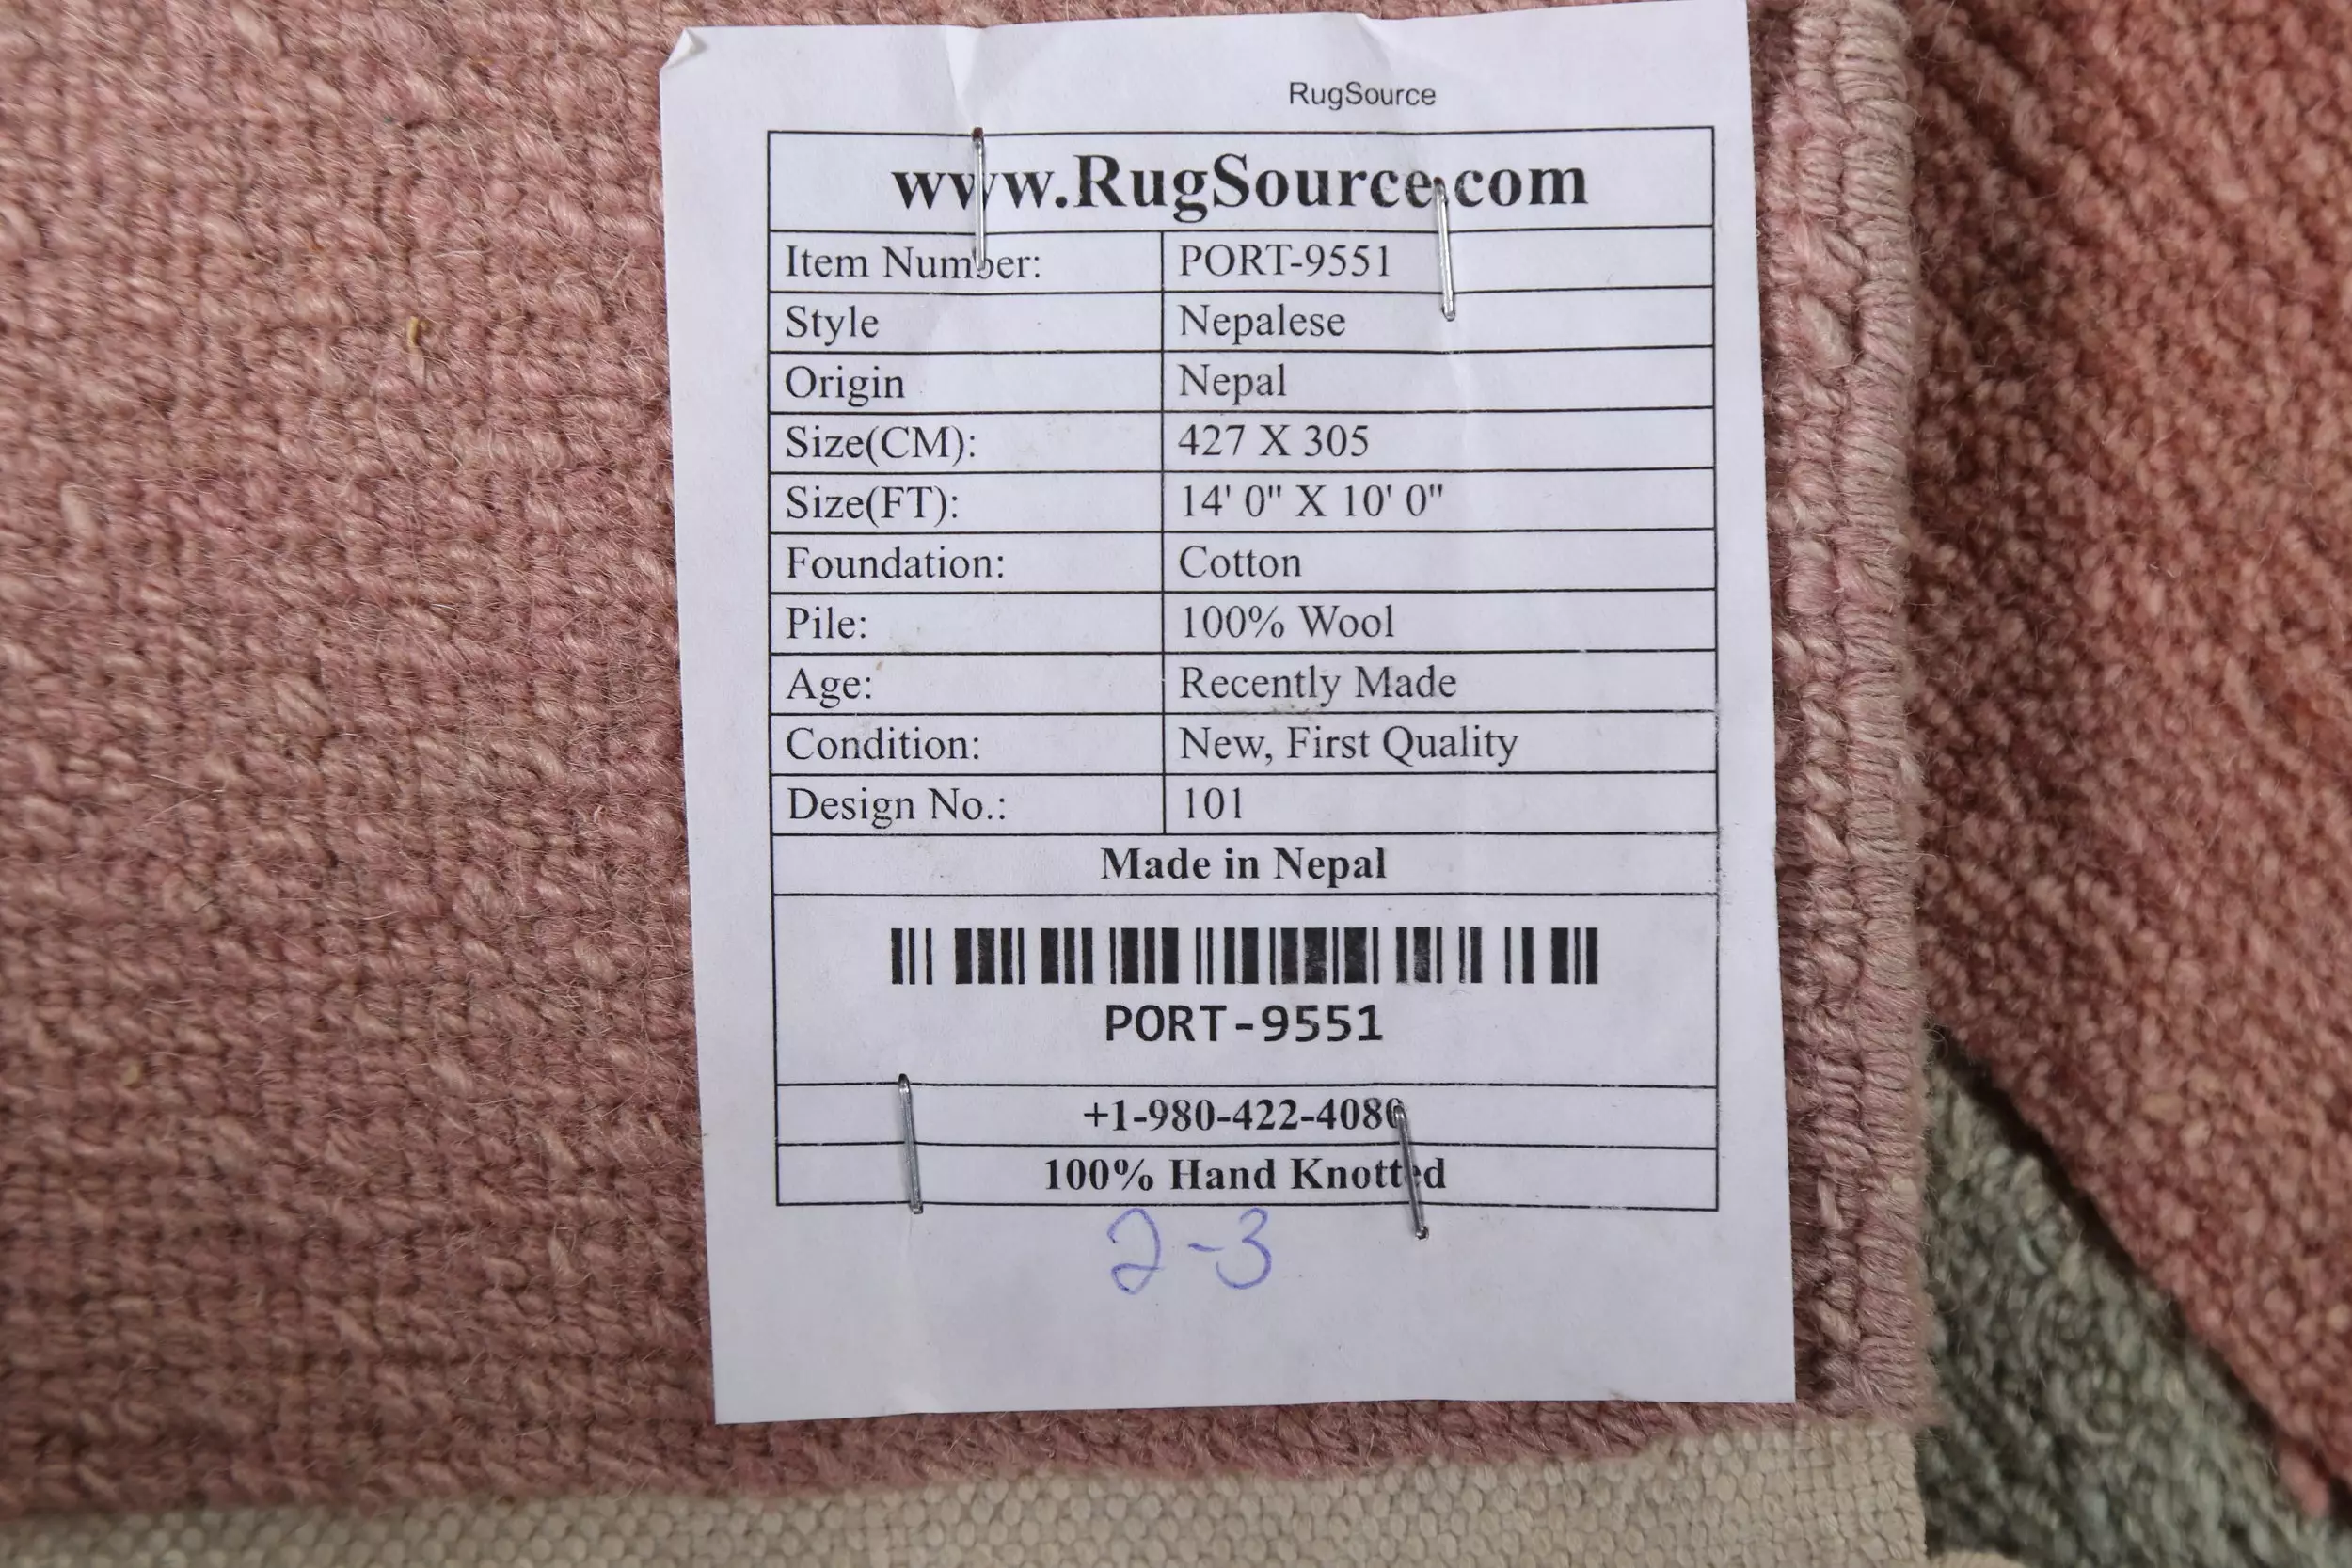 RugSource
www.RugSource.com
Item Number: PORT-9551
Style Nepalese
Origin Nepal
Size(CM): 427 X 305
Size(FT): 14' 0" X 10' 0"
Foundation: Cotton
Pile: 100% Wool
Age: Recently Made
Condition: New, First Quality
Design No.: 101
Made in Nepal
PORT-9551
+1-980-422-4080
100% Hand Knotted
2-3